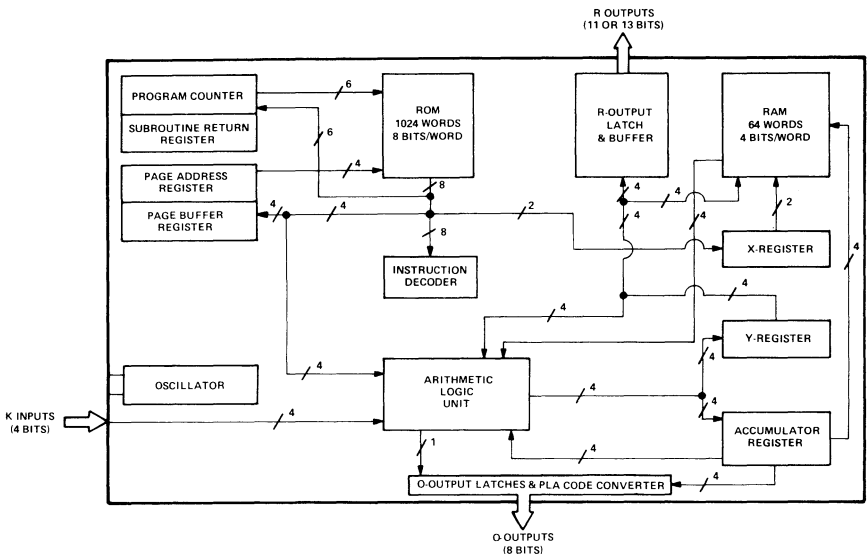 R OUTPUTS
(11 OR 13 BITS)
PROGRAM COUNTER
SUBROUTINE RETURN
REGISTER
PAGE ADDRESS
REGISTER
PAGE BUFFER
REGISTER
6
6
4
4
4
ROM
1024 WORDS
8 BITS/WORD
8
8
INSTRUCTION
DECODER
2
R-OUTPUT
LATCH
& BUFFER
4
4
4
4
RAM
64 WORDS
4 BITS/WORD
2
X-REGISTER
4
4
Y-REGISTER
4
4
OSCILLATOR
4
ARITHMETIC
LOGIC
UNIT
4
4
K INPUTS
(4 BITS)
4
ACCUMULATOR
REGISTER
1
4
4
O-OUTPUT LATCHES & PLA CODE CONVERTER
O-OUTPUTS
(8 BITS)